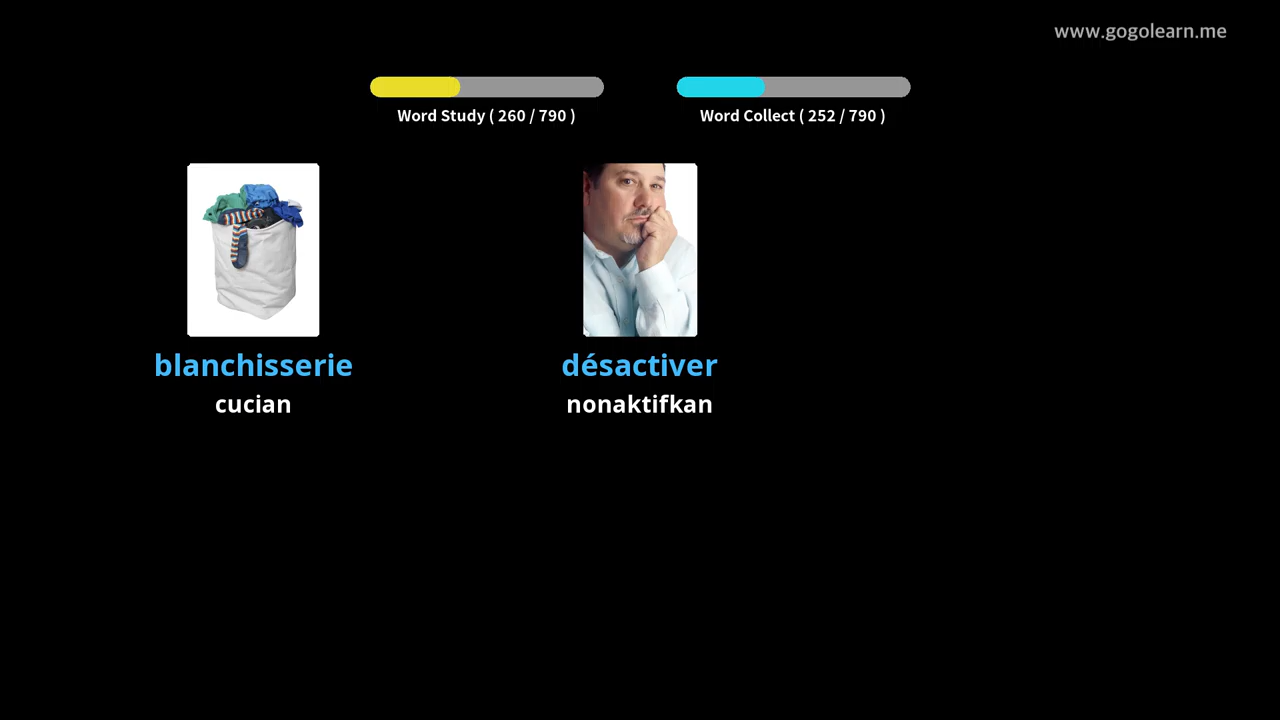 www.gogolearn.me
Word Study ( 260 / 790 )
Word Collect ( 252 / 790 )
blanchisserie
cucian
désactiver
nonaktifkan